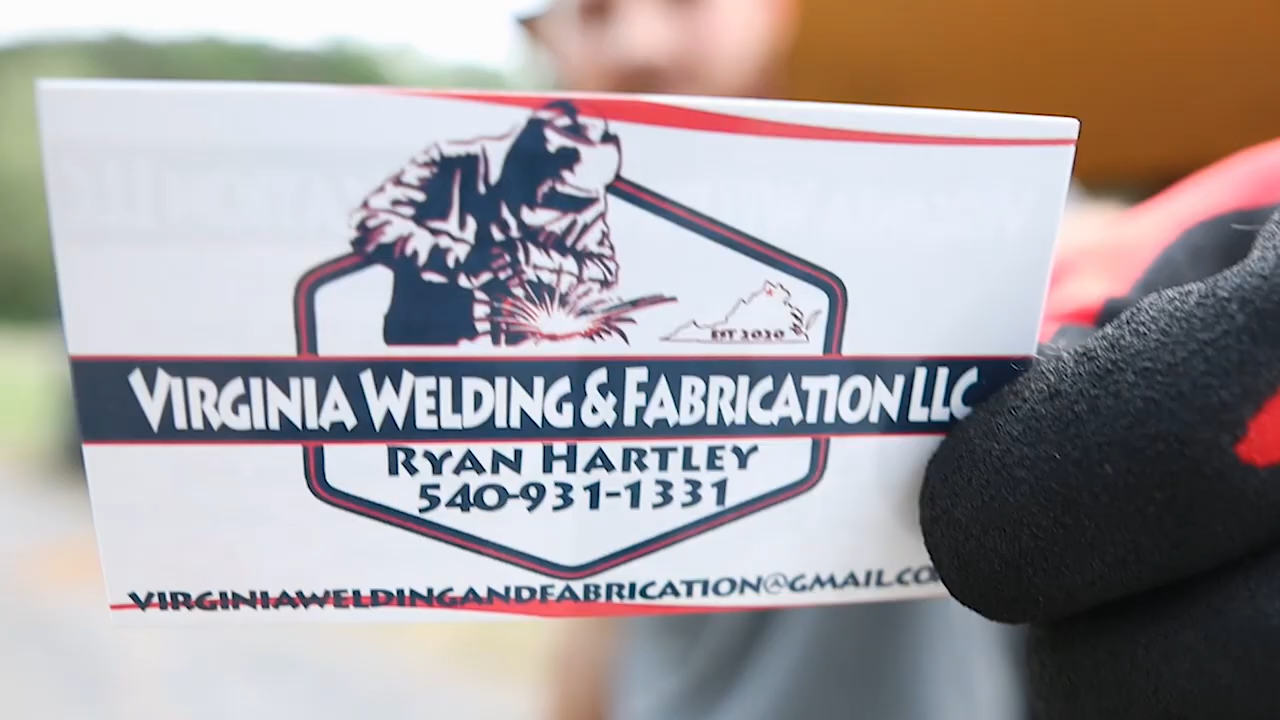 EST 2020
VIRGINIA WELDING & FABRICATION LLC
RYAN HARTLEY
540-931-1331
VIRGINIAWELDINGANDFABRICATION@GMAIL.CO